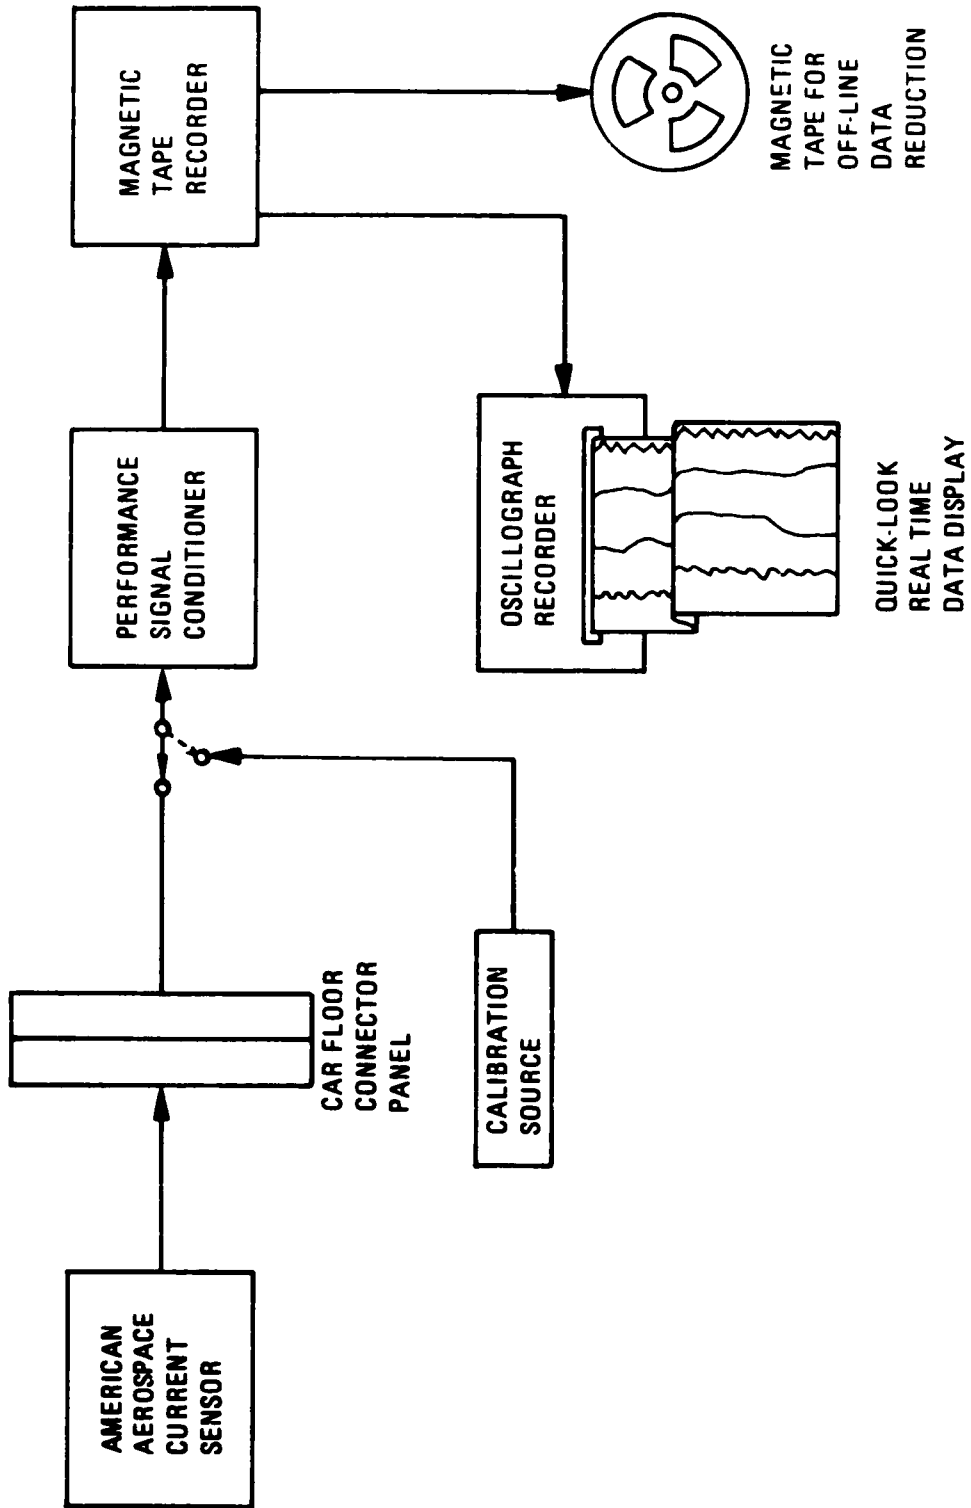 AMERICAN
AEROSPACE
CURRENT
SENSOR
CAR FLOOR
CONNECTOR
PANEL
CALIBRATION
SOURCE
PERFORMANCE
SIGNAL
CONDITIONER
MAGNETIC
TAPE
RECORDER
OSCILLOGRAPH
RECORDER
QUICK-LOOK
REAL TIME
DATA DISPLAY
MAGNETIC
TAPE FOR
OFF-LINE
DATA
REDUCTION